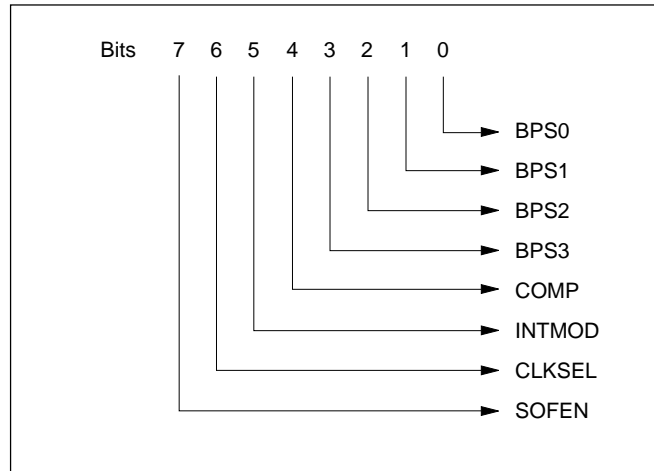 Bits 7 6 5 4 3 2 1 0
BPS0
BPS1
BPS2
BPS3
COMP
INTMOD
CLKSEL
SOFEN